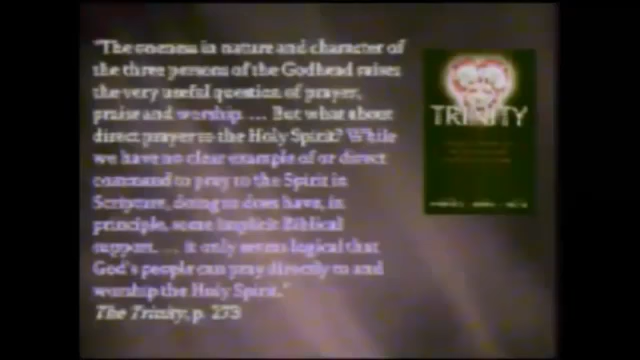 "The oneness in nature and character of
the three persons of the Godhead raises
the very useful question of prayer,
praise and worship. ... But what about
direct prayer to the Holy Spirit? While
we have no clear example of or direct
command to pray to the Spirit in
Scripture, doing so does have, in
principle, some implicit Biblical
support. ... it only seems logical that
God's people can pray directly to and
worship the Holy Spirit."
The Trinity, p. 273
TRINITY